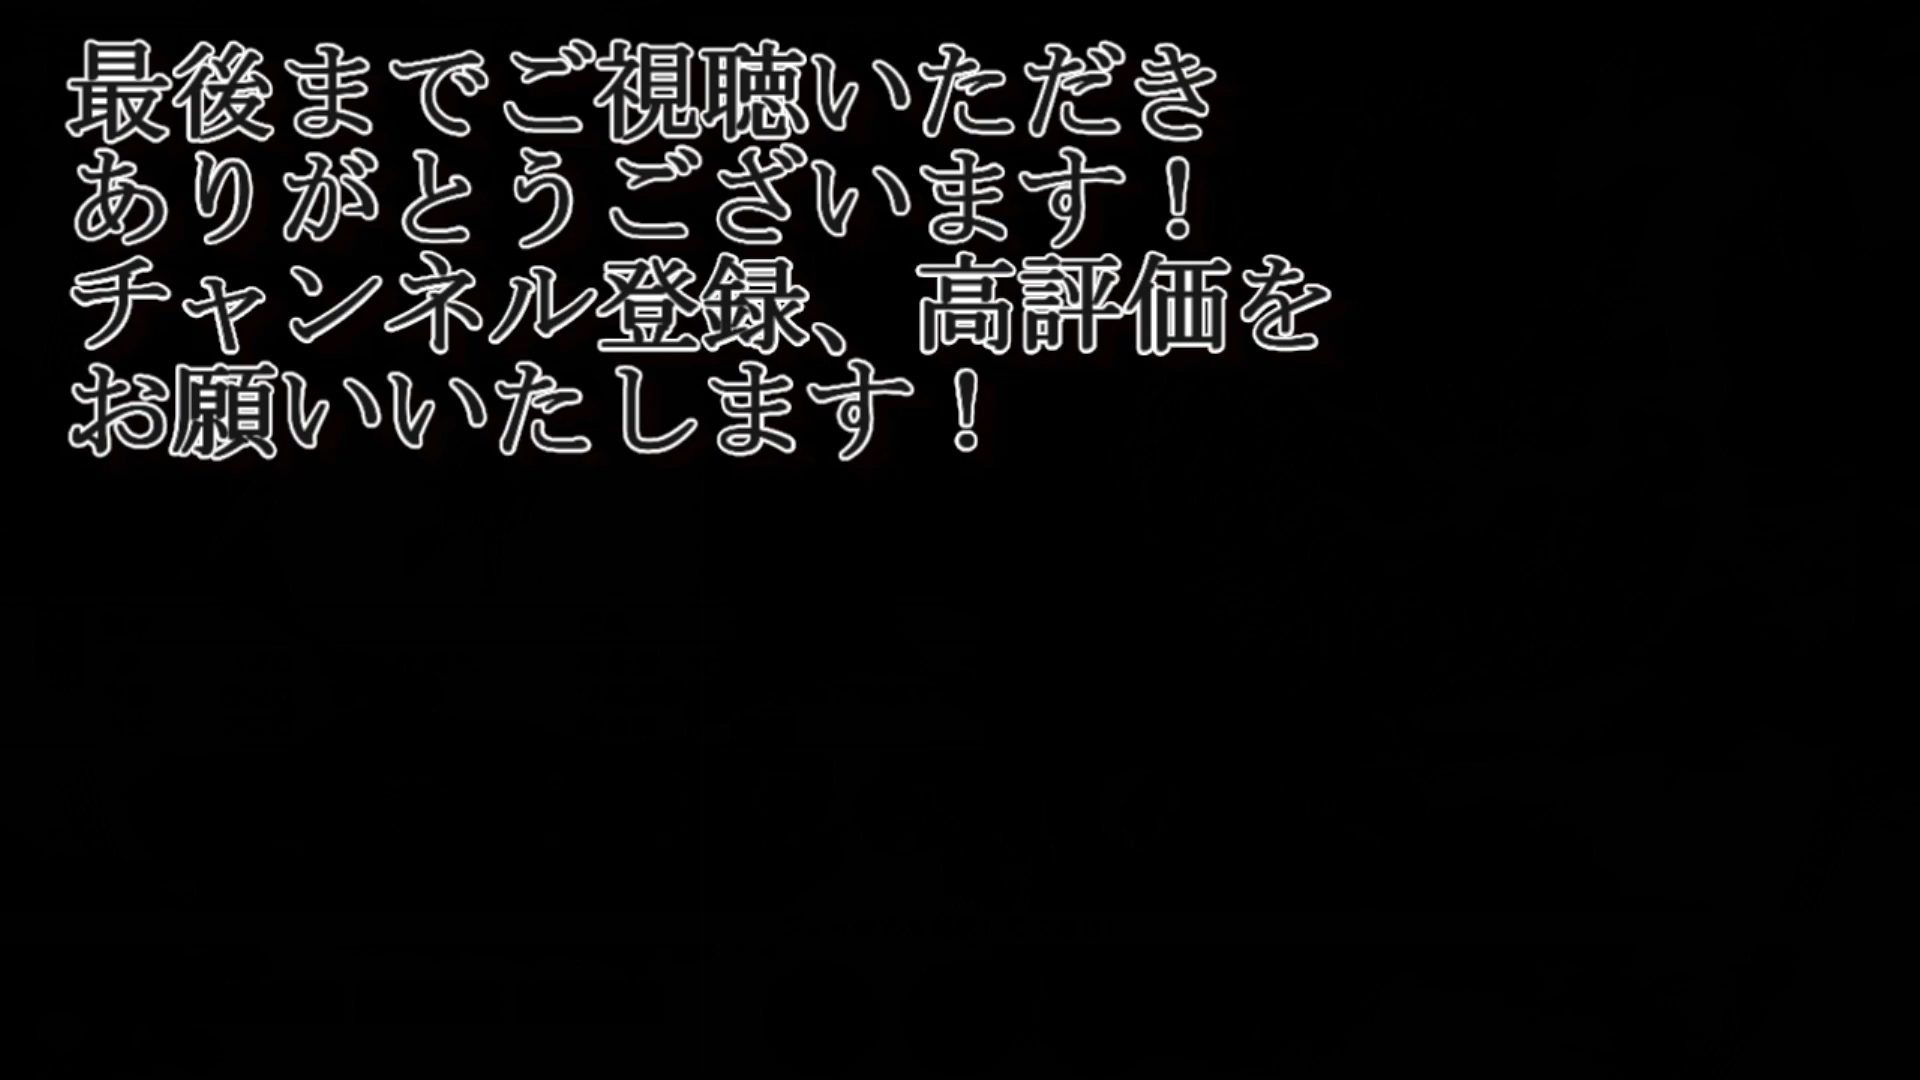 最後までご視聴いただき
ありがとうございます！
チャンネル登録、高評価を
お願いいたします！